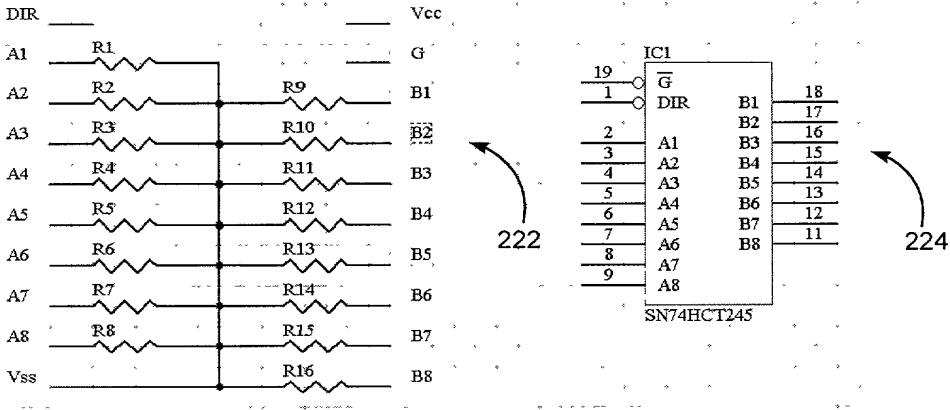 DIR Vcc
A1 R1 G
A2 R2 R9 B1
A3 R3 R10 B2
A4 R4 R11 B3
A5 R5 R12 B4
A6 R6 R13 B5
A7 R7 R14 B6
A8 R8 R15 B7
Vss R16 B8
222
IC1
19 G
1 DIR B1 18
B2 17
2 A1 B3 16
3 A2 B4 15
4 A3 B5 14
5 A4 B6 13
6 A5 B7 12
7 A6 B8 11
8 A7
9 A8
SN74HCT245
224